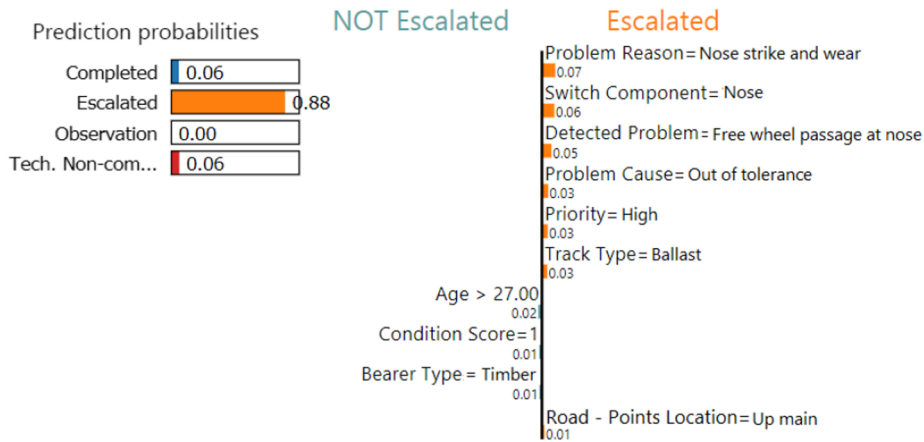 Prediction probabilities
Completed 0.06
Escalated 0.88
Observation 0.00
Tech. Non-com... 0.06
NOT Escalated Escalated
Problem Reason= Nose strike and wear
0.07
Switch Component= Nose
0.06
Detected Problem= Free wheel passage at nose
0.05
Problem Cause= Out of tolerance
0.03
Priority= High
0.03
Track Type= Ballast
0.03
Age > 27.00
0.02
Condition Score=1
0.01
Bearer Type = Timber
0.01
Road - Points Location= Up main
0.01